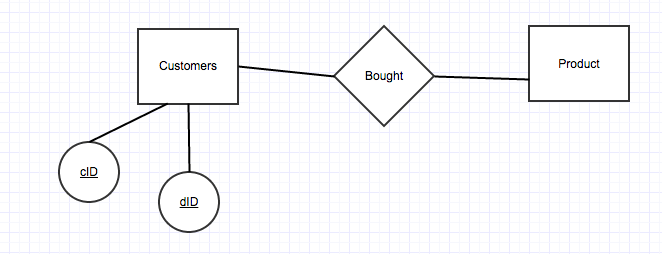 Customers
Bought
Product
cID
dID